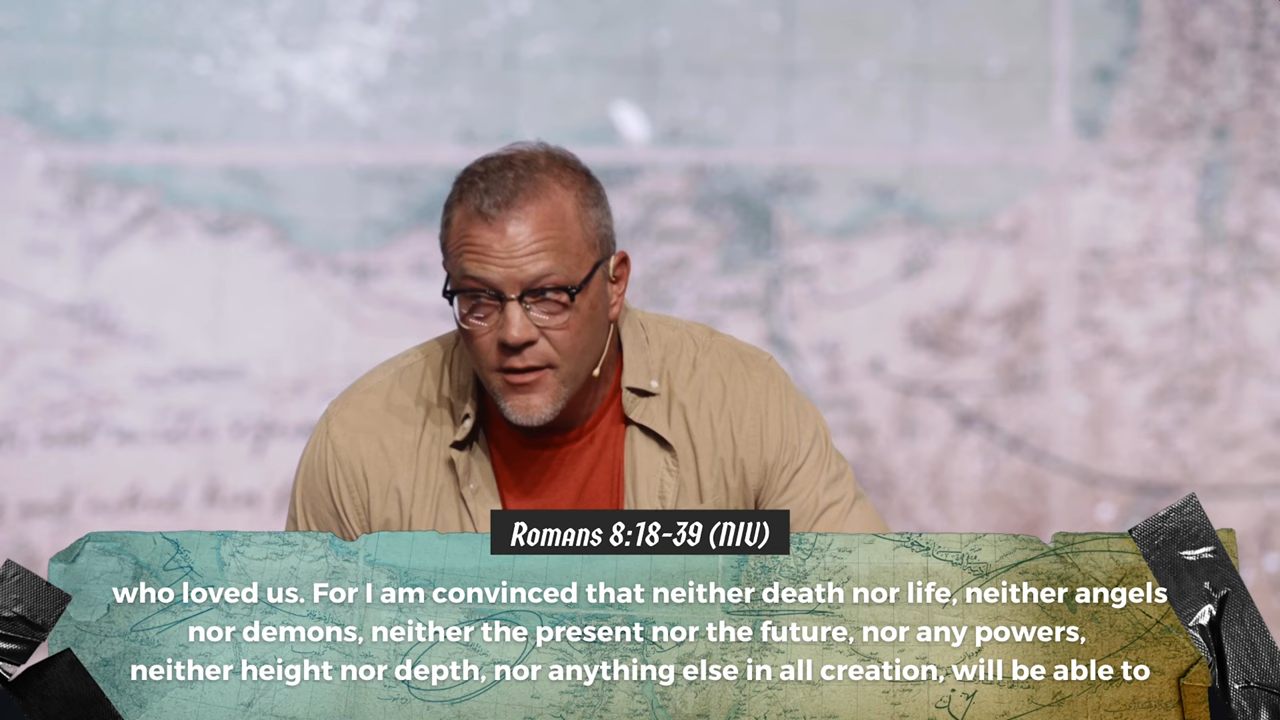 Romans 8:18-39 (NIV)
who loved us. For I am convinced that neither death nor life, neither angels
nor demons, neither the present nor the future, nor any powers,
neither height nor depth, nor anything else in all creation, will be able to